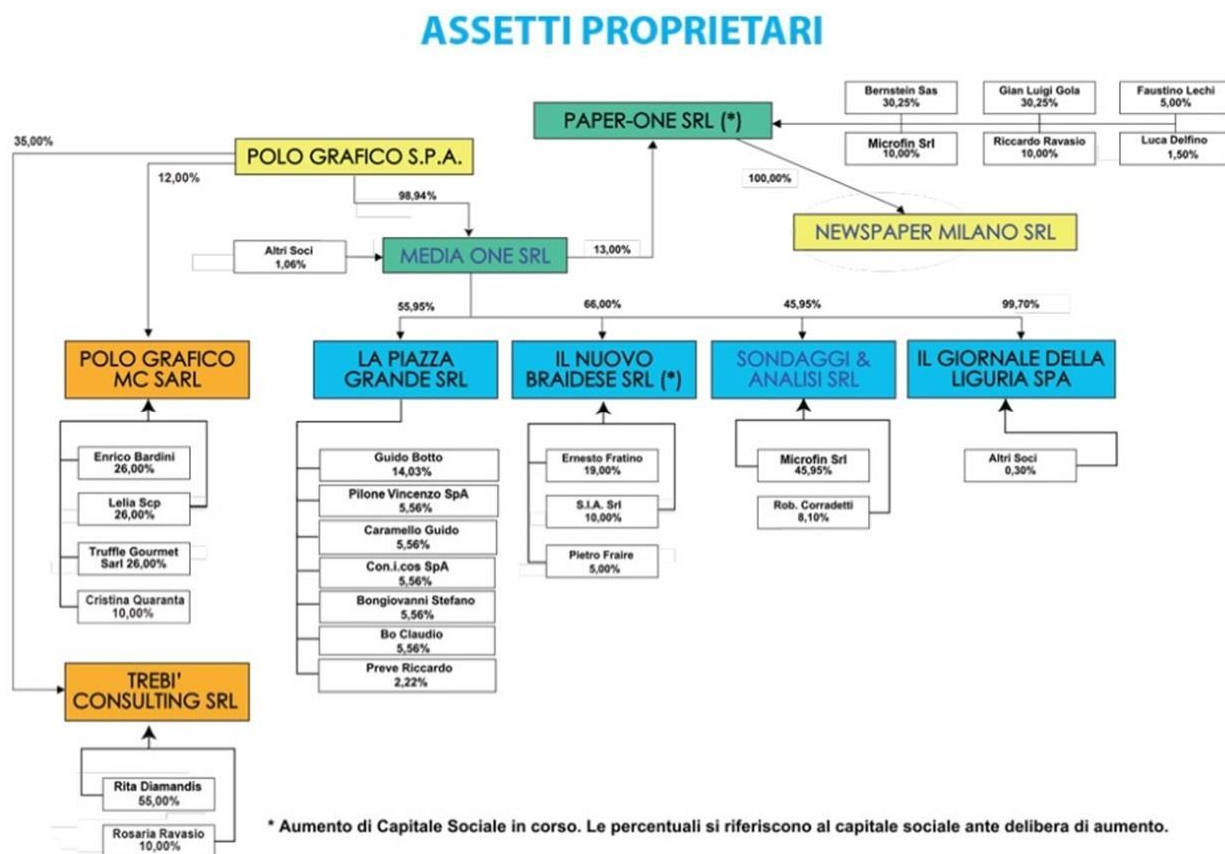 ASSETTI PROPRIETARI
Bernstein Sas
30,25%
Gian Luigi Gola
30,25%
Faustino Lechi
5,00%
PAPER-ONE SRL (*)
35,00%
Microfin Srl
10,00%
Riccardo Ravasio
10,00%
Luca Delfino
1,50%
POLO GRAFICO S.P.A.
12,00%
100,00%
98,94%
NEWSPAPER MILANO SRL
Altri Soci
1,06%
MEDIA ONE SRL
13,00%
55,95%
66,00%
45,95%
99,70%
POLO GRAFICO
MC SARL
LA PIAZZA
GRANDE SRL
IL NUOVO
BRAIDESE SRL (*)
SONDAGGI &
ANALISI SRL
IL GIORNALE DELLA
LIGURIA SPA
Enrico Bardini
26,00%
Lelia Scp
26,00%
Truffle Gourmet
Sarl 26,00%
Cristina Quaranta
10,00%
Guido Botto
14,03%
Pilone Vincenzo SpA
5,56%
Caramello Guido
5,56%
Con.i.cos SpA
5,56%
Bongiovanni Stefano
5,56%
Bo Claudio
5,56%
Preve Riccardo
2,22%
Ernesto Fratino
19,00%
S.I.A. Srl
10,00%
Pietro Fraire
5,00%
Microfin Srl
45,95%
Rob. Corradetti
8,10%
Altri Soci
0,30%
TREBI’
CONSULTING SRL
Rita Diamandis
55,00%
Rosaria Ravasio
10,00%
* Aumento di Capitale Sociale in corso. Le percentuali si riferiscono al capitale sociale ante delibera di aumento.